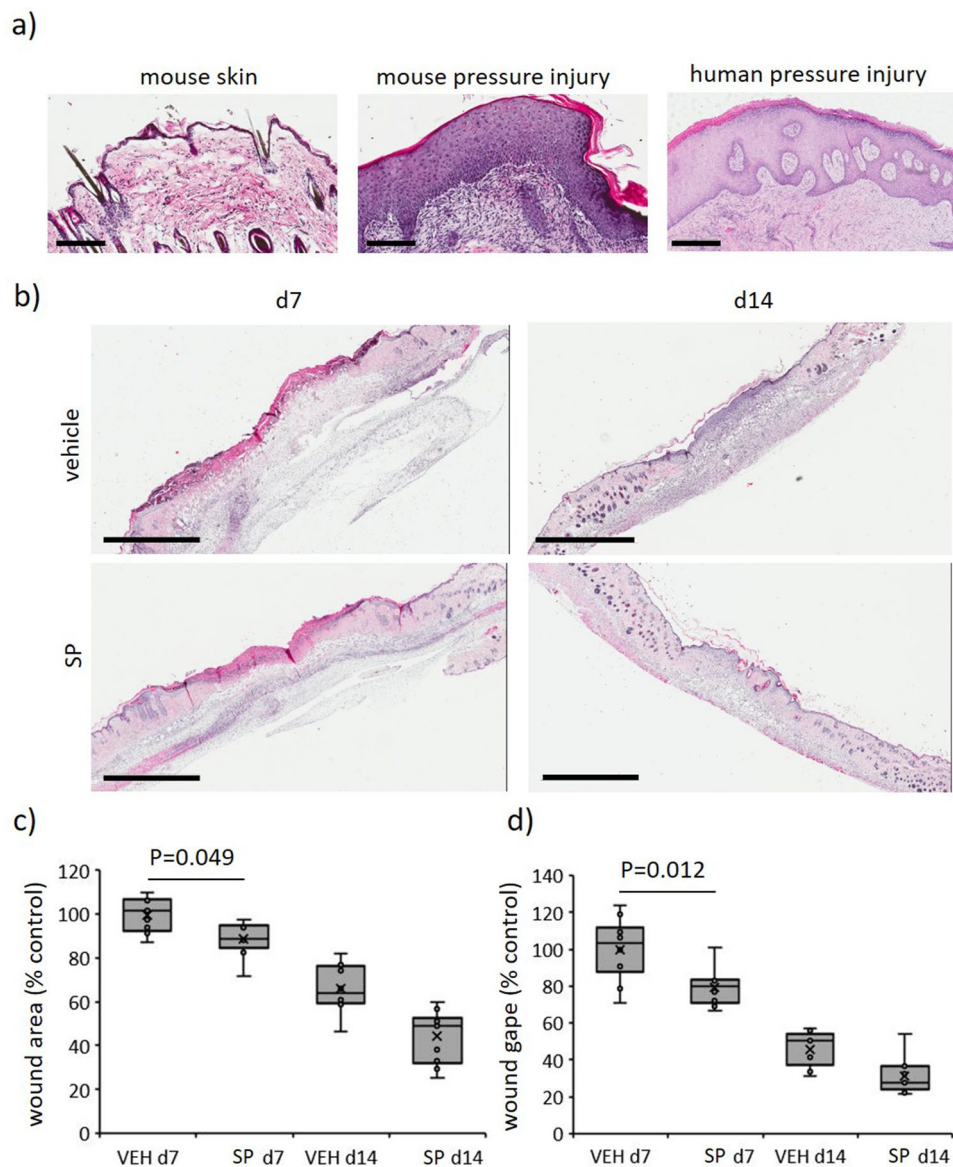 a)
mouse skin
mouse pressure injury
human pressure injury
b)
d7
d14
vehicle
SP
c)
d)
P=0.049
wound area (% control)
120
100
80
60
40
20
0
VEH d7
SP d7
VEH d14
SP d14
P=0.012
wound gape (% control)
140
120
100
80
60
40
20
0
VEH d7
SP d7
VEH d14
SP d14